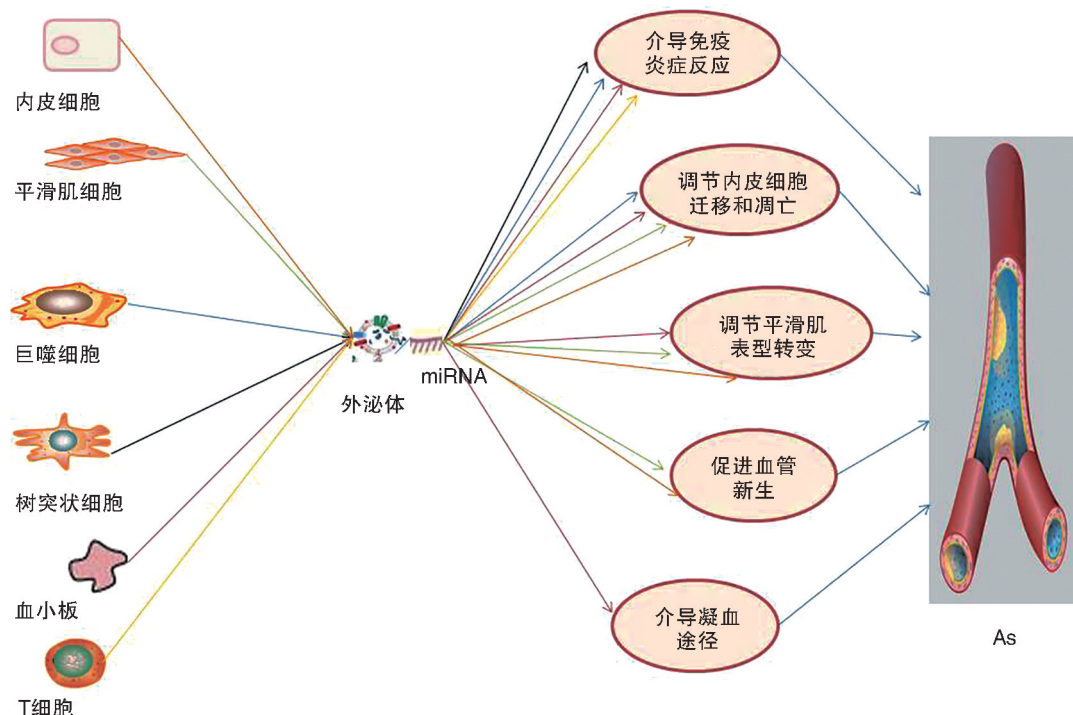 内皮细胞
平滑肌细胞
巨噬细胞
树突状细胞
血小板
T细胞
外泌体
miRNA
介导免疫
炎症反应
调节内皮细胞
迁移和凋亡
调节平滑肌
表型转变
促进血管
新生
介导凝血
途径
As